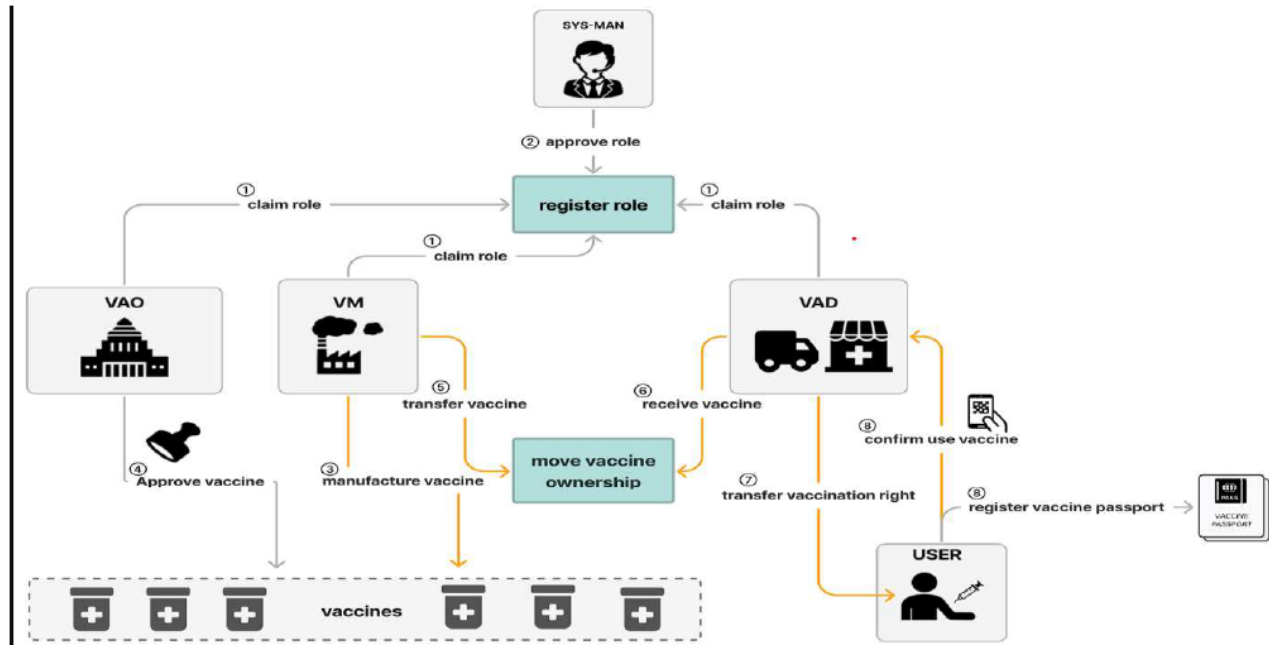 SYS-MAN
② approve role
①
claim role
register role
①
claim role
①
claim role
VAO
VM
VAD
⑤
transfer vaccine
⑥
receive vaccine
⑧
confirm use vaccine
④
Approve vaccine
③
manufacture vaccine
move vaccine
ownership
⑦
transfer vaccination right
⑧
register vaccine passport
PASS
VACCINE
PASSPORT
USER
vaccines